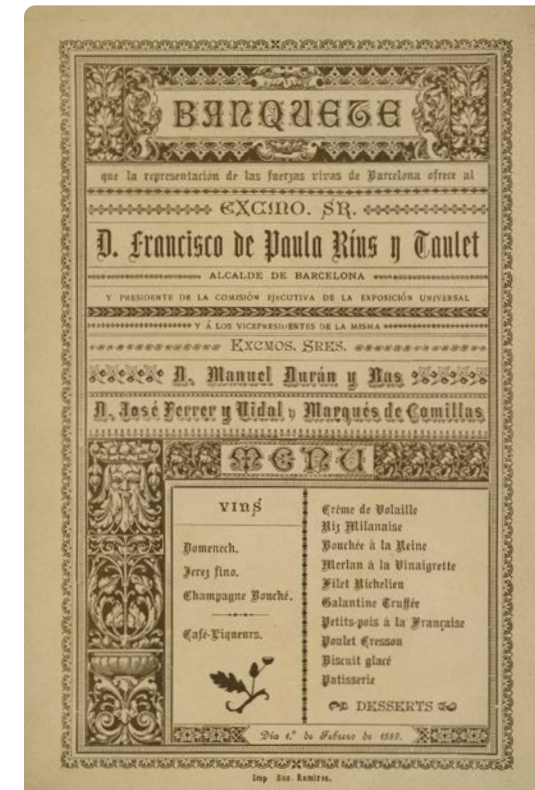 BANQUETE
que la representación de las fuerzas vivas de Barcelona ofrece al
EXCMO. SR.
D. Francisco de Paula Ríus y Taulet
ALCALDE DE BARCELONA
Y PRESIDENTE DE LA COMISIÓN EJECUTIVA DE LA EXPOSICIÓN UNIVERSAL
Y Á LOS VICEPRESIDENTES DE LA MISMA
EXCMOS. SRES.
D. Manuel Durán y Bas
D. José Ferrer y Vidal y Marqués de Comillas
MENU
VINS
Domenech.
Jerez fino.
Champagne Bouché.
Café-Liqueurs.
Crème de Volaille
Riz Milanaise
Bouchée à la Reine
Merlan à la Vinaigrette
Filet Richelieu
Galantine Truffée
Petits-pois à la Française
Poulet Cresson
Biscuit glacé
Patisserie
DESSERTS
Día 1.º de Febrero de
Imp Suc. Ramirez.